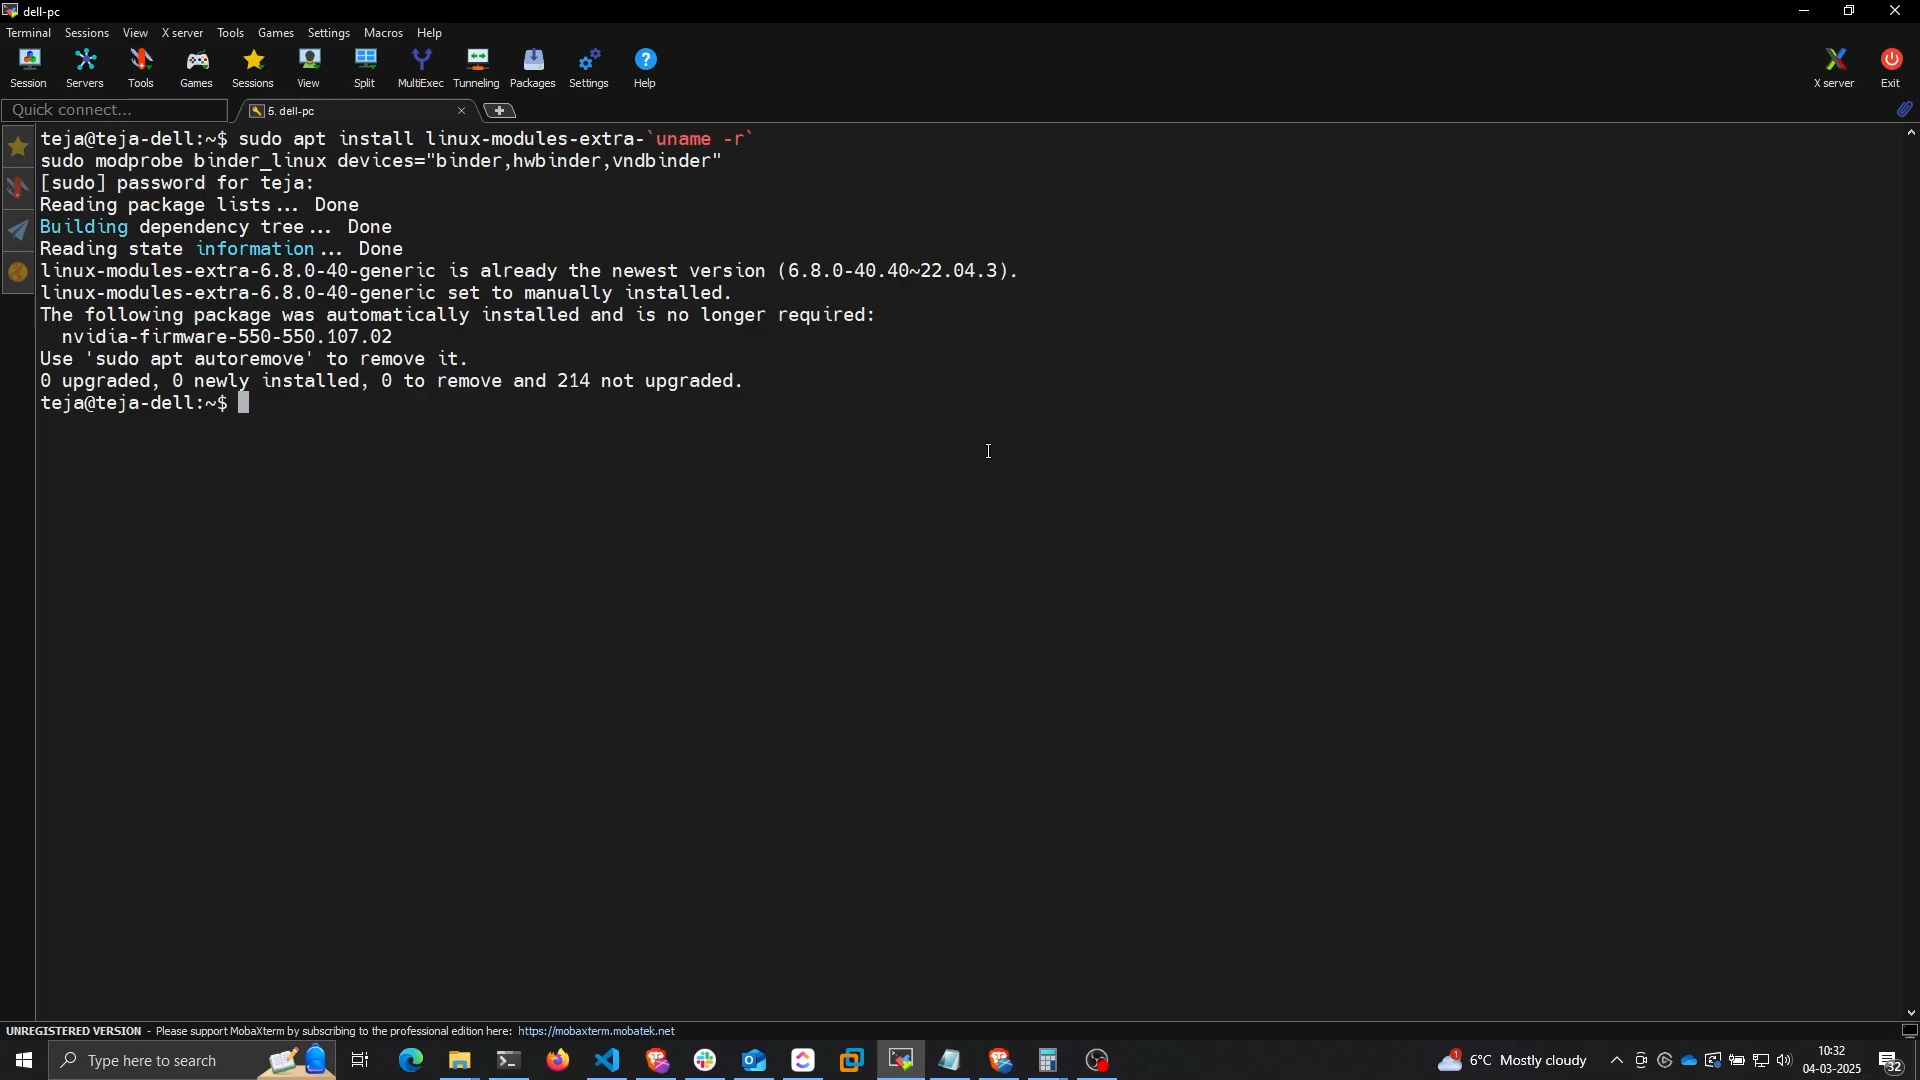 dell-pc
Terminal Sessions View X server Tools Games Settings Macros Help
Session Servers Tools Games Sessions View Split MultiExec Tunneling Packages Settings Help X server Exit
Quick connect... 5. dell-pc
teja@teja-dell:~$ sudo apt install linux-modules-extra-`uname -r`
sudo modprobe binder_linux devices="binder,hwbinder,vndbinder"
[sudo] password for teja:
Reading package lists... Done
Building dependency tree... Done
Reading state information... Done
linux-modules-extra-6.8.0-40-generic is already the newest version (6.8.0-40.40~22.04.3).
linux-modules-extra-6.8.0-40-generic set to manually installed.
The following package was automatically installed and is no longer required:
nvidia-firmware-550-550.107.02
Use 'sudo apt autoremove' to remove it.
0 upgraded, 0 newly installed, 0 to remove and 214 not upgraded.
teja@teja-dell:~$
UNREGISTERED VERSION - Please support MobaXterm by subscribing to the professional edition here: https://mobaxterm.mobatek.net
Type here to search
1
6°C Mostly cloudy
10:32
04-03-2025
32